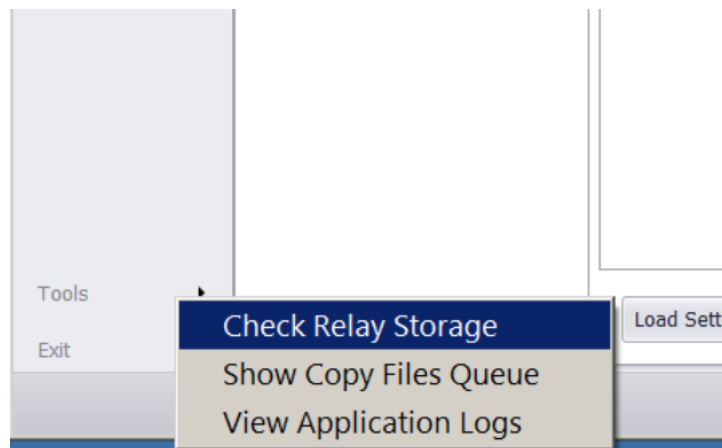 Tools
Check Relay Storage
Load Sett
Exit
Show Copy Files Queue
View Application Logs